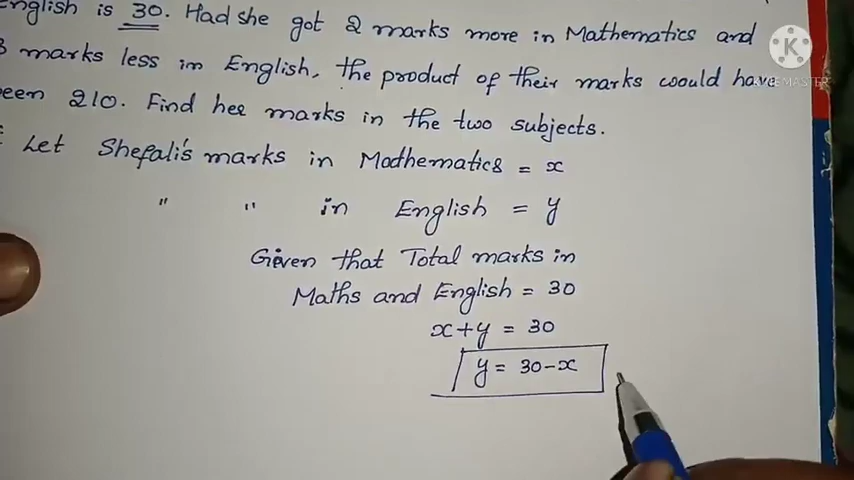 English is 30. Had she got 2 marks more in Mathematics and
3 marks less in English, the product of their marks would have
been 210. Find her marks in the two subjects.
: Let Shefali's marks in Mathematics = x
" " in English = y
Given that Total marks in
Maths and English = 30
x+y = 30
y = 30-x
K
KINEMASTER